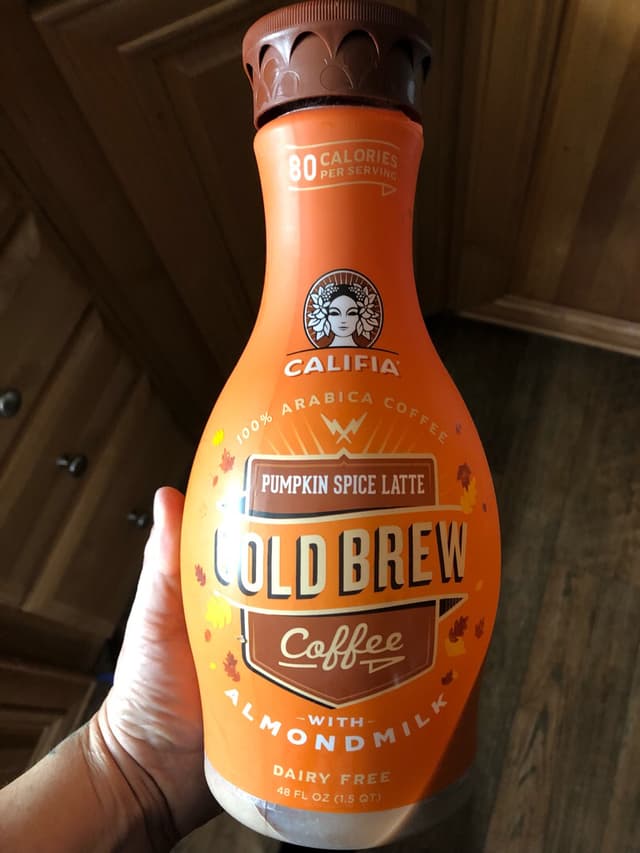 80 CALORIES
PER SERVING
CALIFIA
100% ARABICA COFFEE
PUMPKIN SPICE LATTE
COLD BREW
Coffee
-WITH-
ALMONDMILK
DAIRY FREE
48 FL OZ (1.5 QT)